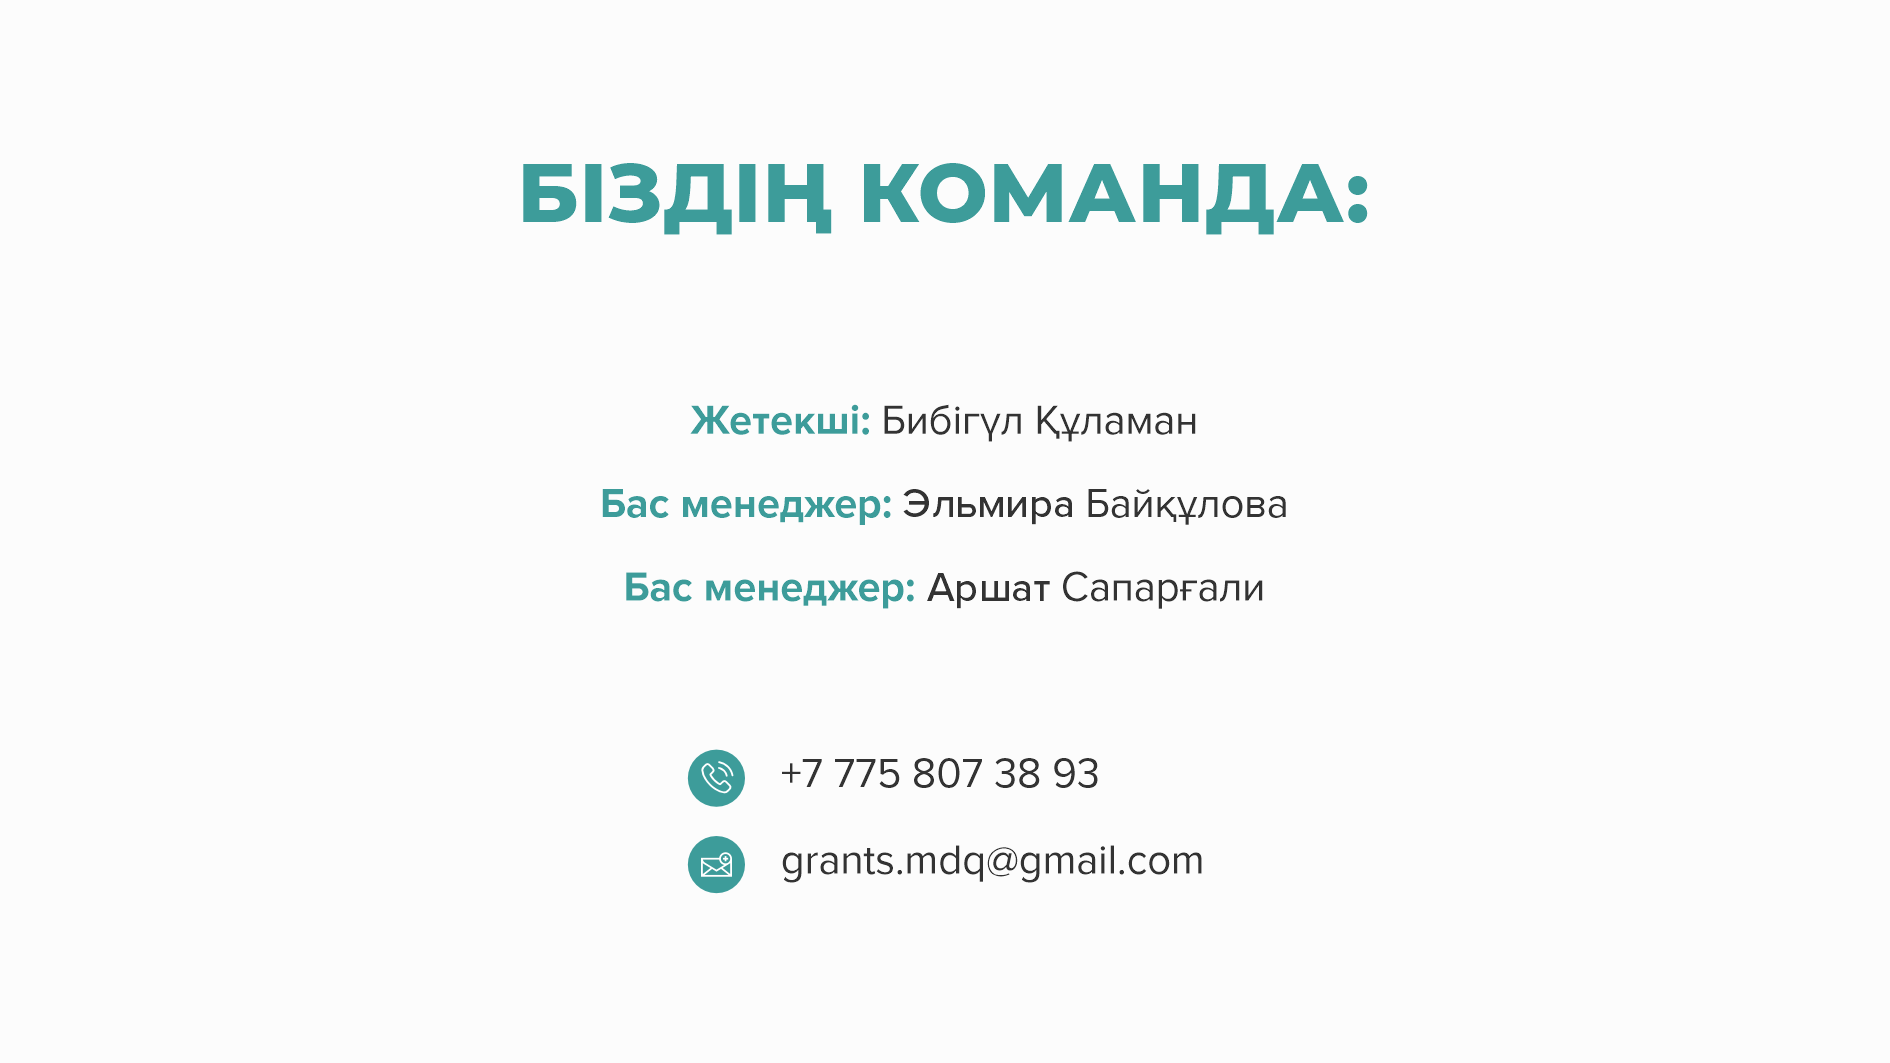 БІЗДІҢ КОМАНДА:
Жетекші: Бибігүл Құламан
Бас менеджер: Эльмира Байқұлова
Бас менеджер: Аршат Сапарғали
+7 775 807 38 93
grants.mdq@gmail.com